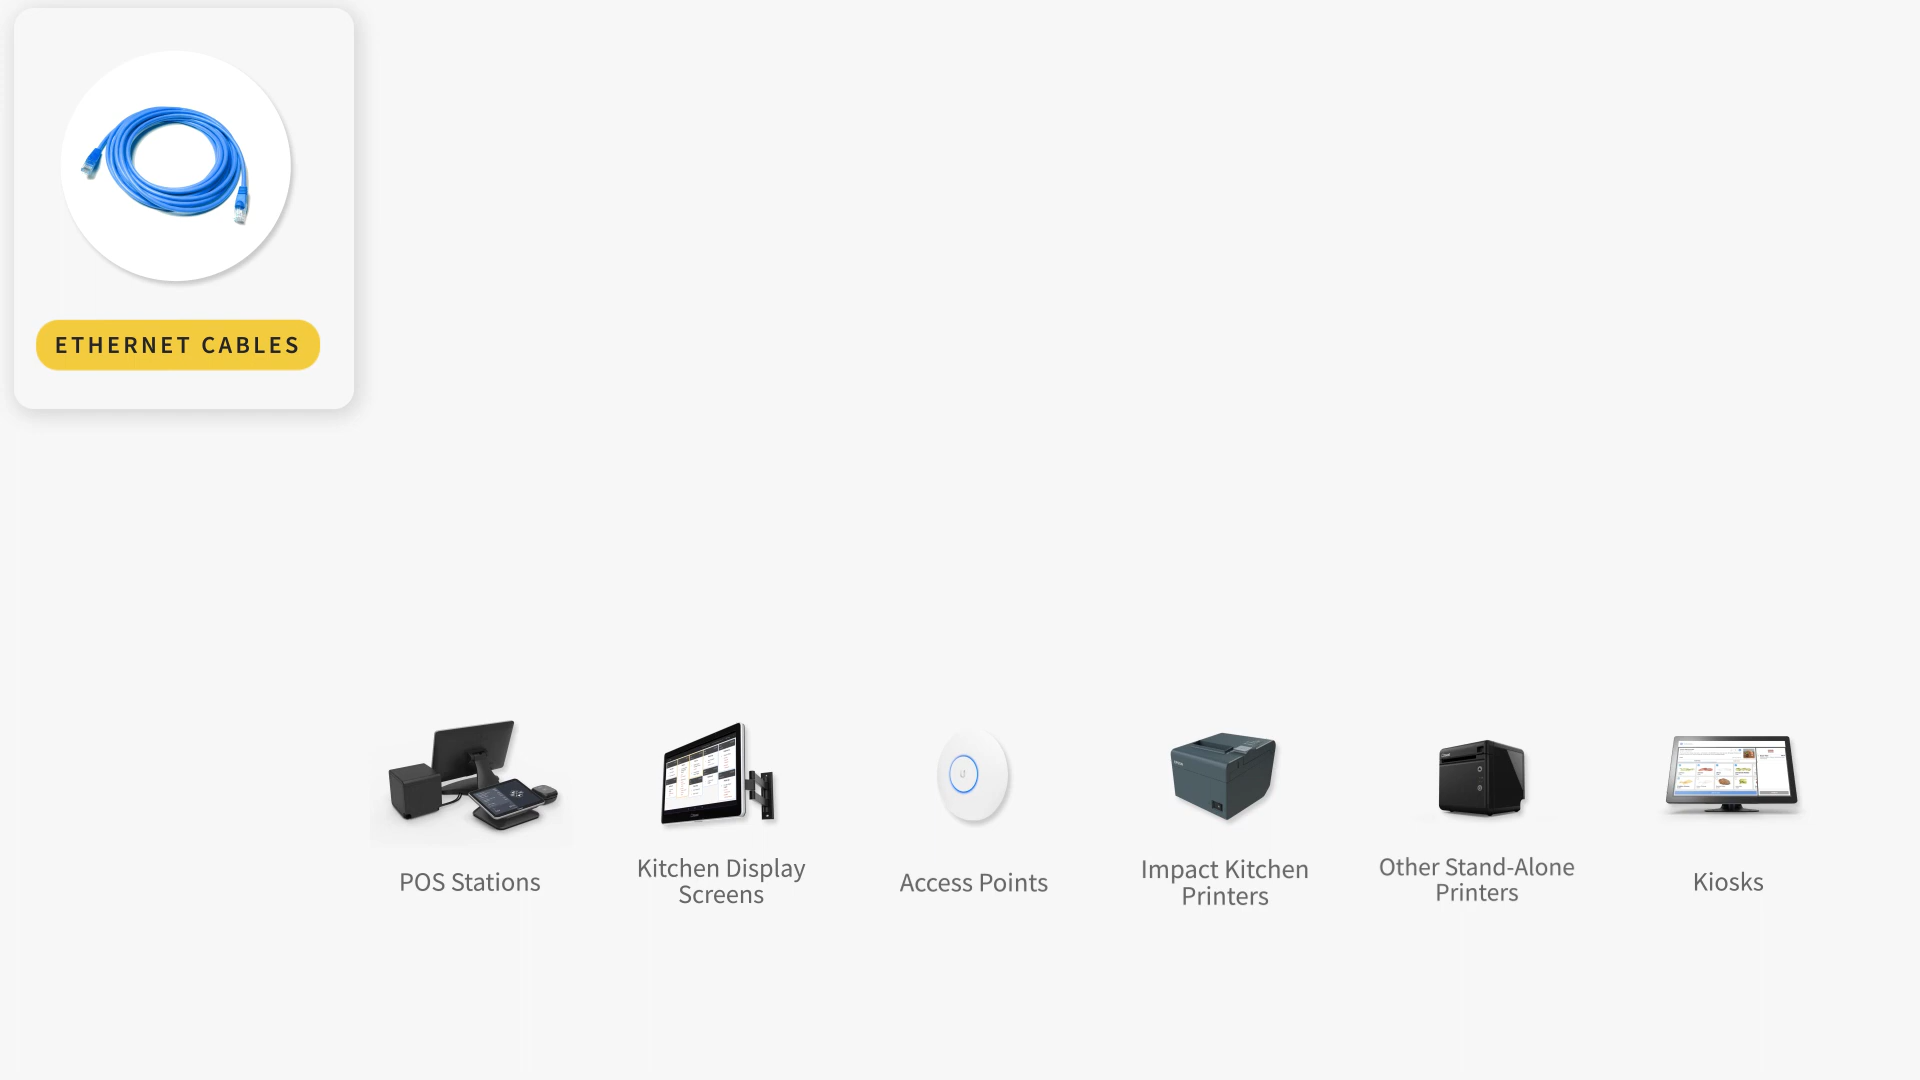 ETHERNET CABLES
POS Stations
Kitchen Display
Screens
Access Points
Impact Kitchen
Printers
Other Stand-Alone
Printers
Kiosks